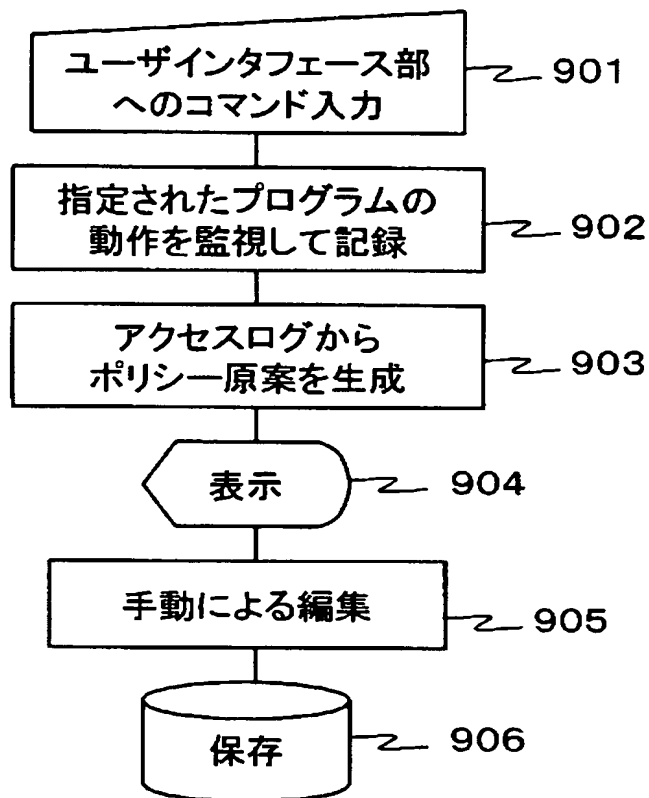 ユーザインタフェース部
へのコマンド入力
901
指定されたプログラムの
動作を監視して記録
902
アクセスログから
ポリシー原案を生成
903
表示
904
手動による編集
905
保存
906